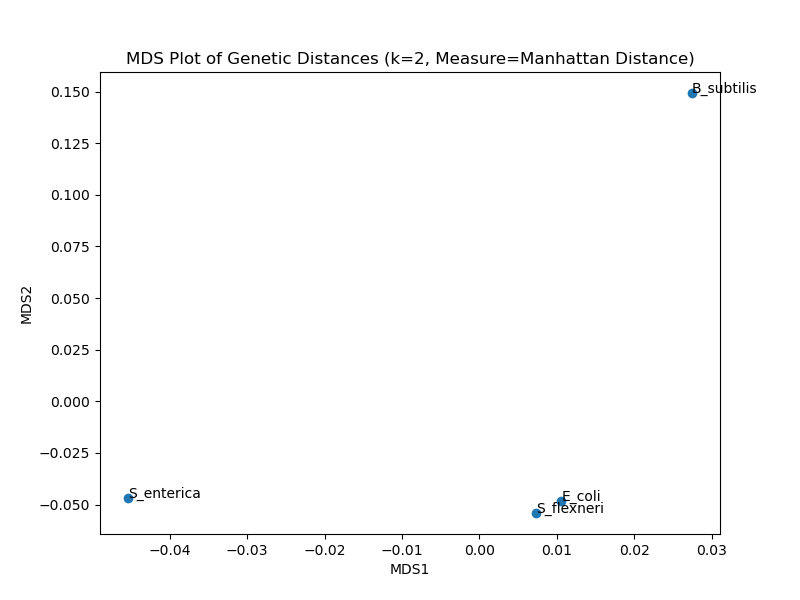 MDS Plot of Genetic Distances (k=2, Measure=Manhattan Distance)
0.150
0.125
0.100
0.075
0.050
0.025
0.000
−0.025
−0.050
MDS2
B_subtilis
S_enterica
E_coli
S_flexneri
−0.04
−0.03
−0.02
−0.01
0.00
0.01
0.02
0.03
MDS1